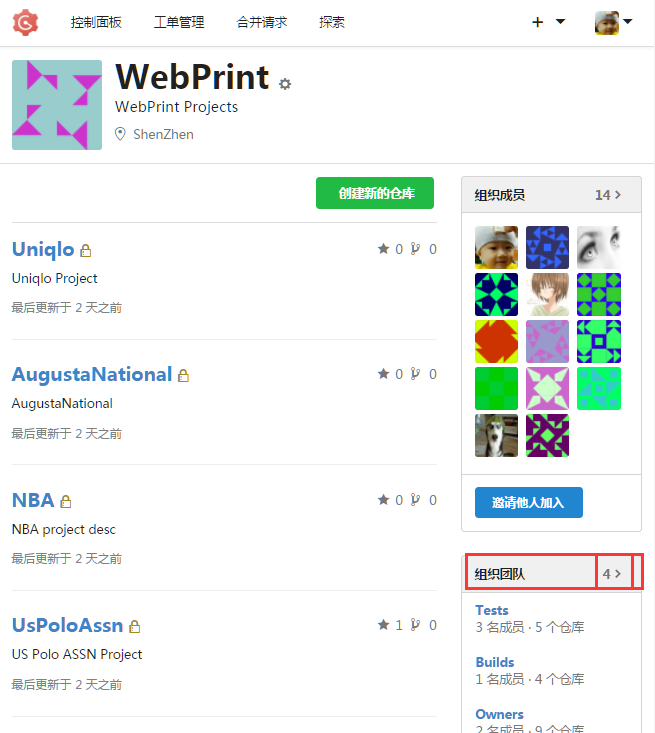 控制面板 工单管理 合并请求 探索
WebPrint
WebPrint Projects
ShenZhen
创建新的仓库
Uniqlo 0 0
Uniqlo Project
最后更新于 2 天之前
AugustaNational 0 0
AugustaNational
最后更新于 2 天之前
NBA 0 0
NBA project desc
最后更新于 2 天之前
UsPoloAssn 1 0
US Polo ASSN Project
最后更新于 2 天之前
组织成员 14
邀请他人加入
组织团队 4
Tests
3 名成员 · 5 个仓库
Builds
1 名成员 · 4 个仓库
Owners
2 名成员 · 9 个仓库